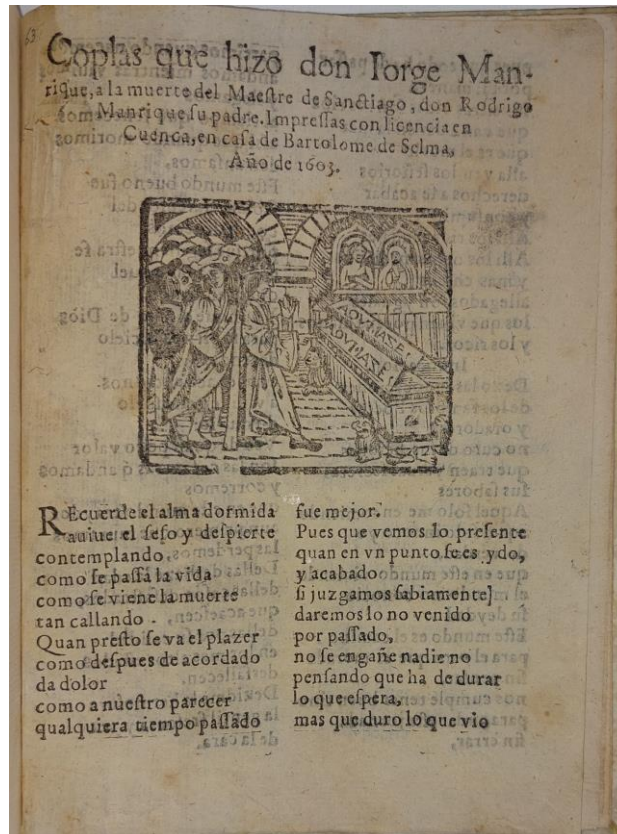 63
Coplas que hizo don Iorge Man-
rique, a la muerte del Maestre de Sanctiago, don Rodrigo
Manrique su padre. Impressas con licencia en
Cuenca, en casa de Bartolome de Selma,
Año de 1603.
REcuerde el alma dormida
auiue el seso y despierte
contemplando,
como se passa la vida
como se viene la muerte
tan callando.
Quan presto se va el plazer
como despues de acordado
da dolor
como a nuestro parecer
qualquiera tiempo passado
fue mejor.
Pues que vemos lo presente
quan en vn punto se es ydo,
y acabado
si juzgamos sabiamente]
daremos lo no venido
por passado,
no se engañe nadie no
pensando que ha de durar
lo que espera,
mas que duro lo que vio